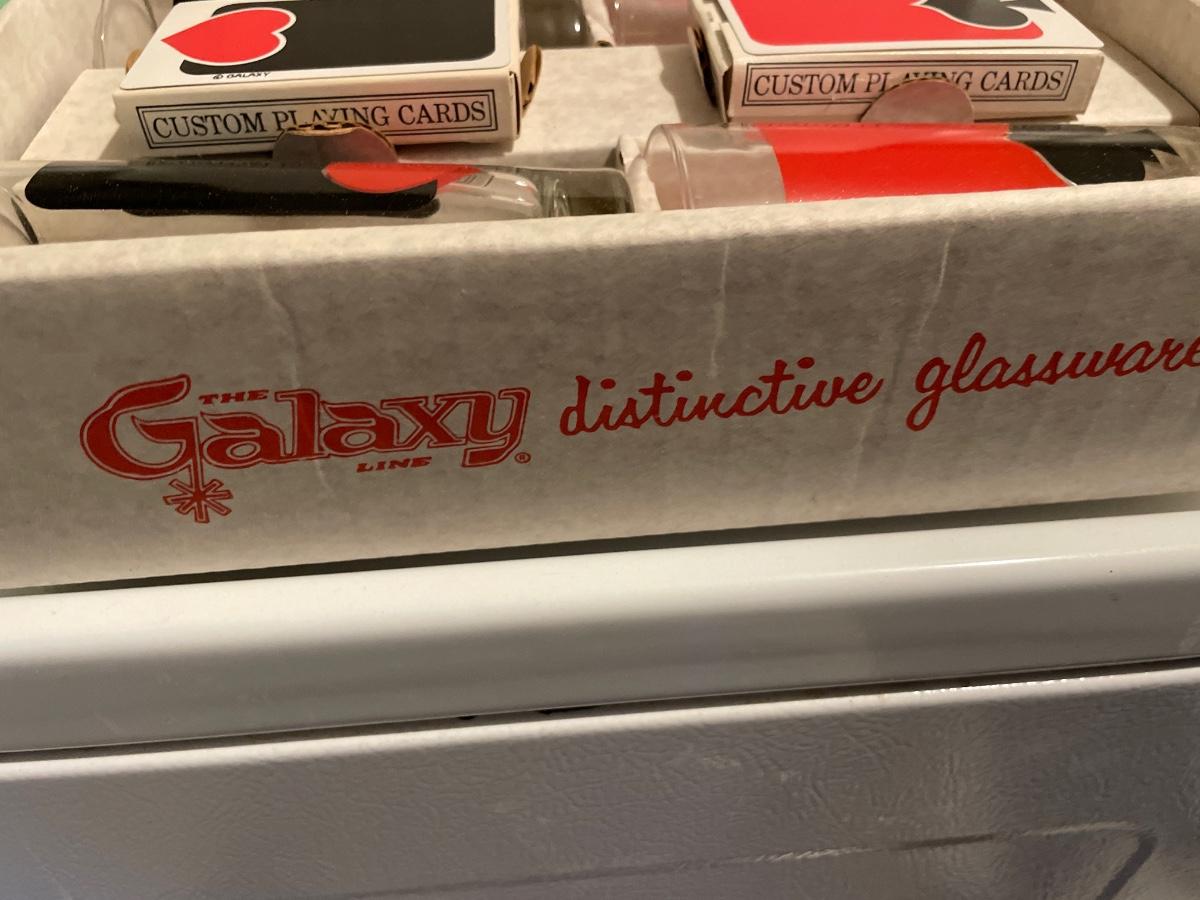 © GALAXY
CUSTOM PLAYING CARDS
CUSTOM PLAYING CARDS
THE
Galaxy
LINE ®
distinctive glassware